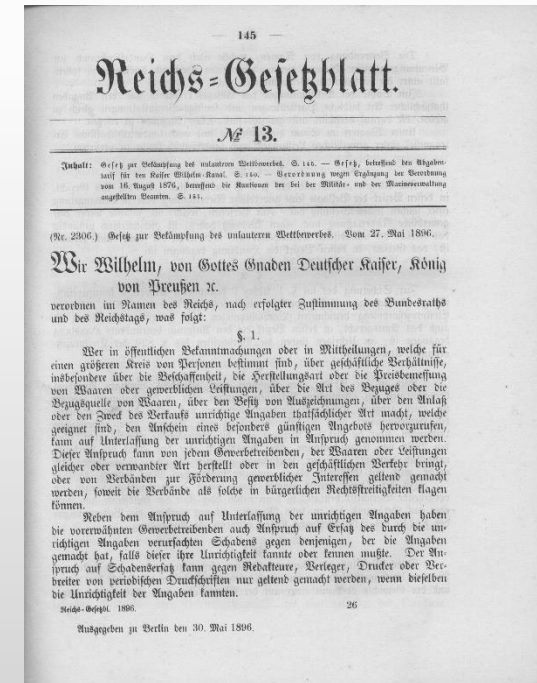 — 145 —
Reichs-Gesetzblatt.
№ 13.
Inhalt: Gesetz zur Bekämpfung des unlauteren Wettbewerbes. S. 145. — Gesetz, betreffend den Abgaben-
tarif für den Kaiser Wilhelm-Kanal. S. 150. — Verordnung wegen Ergänzung der Verordnung
vom 16. August 1876, betreffend die Kautionen der bei der Militär- und der Marineverwaltung
angestellten Beamten. S. 151.
(Nr. 2306.) Gesetz zur Bekämpfung des unlauteren Wettbewerbes. Vom 27. Mai 1896.
Wir Wilhelm, von Gottes Gnaden Deutscher Kaiser, König
von Preußen ꝛc.
verordnen im Namen des Reichs, nach erfolgter Zustimmung des Bundesraths
und des Reichstags, was folgt:
§. 1.
Wer in öffentlichen Bekanntmachungen oder in Mittheilungen, welche für
einen größeren Kreis von Personen bestimmt sind, über geschäftliche Verhältnisse,
insbesondere über die Beschaffenheit, die Herstellungsart oder die Preisbemessung
von Waaren oder gewerblichen Leistungen, über die Art des Bezuges oder die
Bezugsquelle von Waaren, über den Besitz von Auszeichnungen, über den Anlaß
oder den Zweck des Verkaufs unrichtige Angaben thatsächlicher Art macht, welche
geeignet sind, den Anschein eines besonders günstigen Angebots hervorzurufen,
kann auf Unterlassung der unrichtigen Angaben in Anspruch genommen werden.
Dieser Anspruch kann von jedem Gewerbetreibenden, der Waaren oder Leistungen
gleicher oder verwandter Art herstellt oder in den geschäftlichen Verkehr bringt,
oder von Verbänden zur Förderung gewerblicher Interessen geltend gemacht
werden, soweit die Verbände als solche in bürgerlichen Rechtsstreitigkeiten klagen
können.
Neben dem Anspruch auf Unterlassung der unrichtigen Angaben haben
die vorerwähnten Gewerbetreibenden auch Anspruch auf Ersatz des durch die un-
richtigen Angaben verursachten Schadens gegen denjenigen, der die Angaben
gemacht hat, falls dieser ihre Unrichtigkeit kannte oder kennen mußte. Der An-
spruch auf Schadensersatz kann gegen Redakteure, Verleger, Drucker oder Ver-
breiter von periodischen Druckschriften nur geltend gemacht werden, wenn dieselben
die Unrichtigkeit der Angaben kannten.
Reichs-Gesetzbl. 1896. 26
Ausgegeben zu Berlin den 30. Mai 1896.